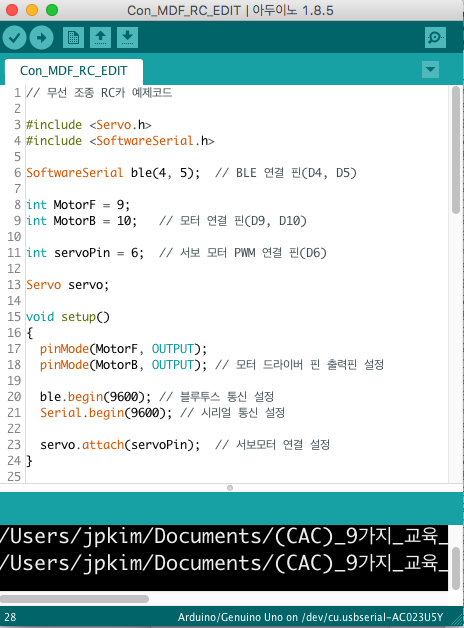 Con_MDF_RC_EDIT | 아두이노 1.8.5
Con_MDF_RC_EDIT
1 // 무선 조종 RC카 예제코드
2
3 #include <Servo.h>
4 #include <SoftwareSerial.h>
5
6 SoftwareSerial ble(4, 5);  // BLE 연결 핀(D4, D5)
7
8 int MotorF = 9;
9 int MotorB = 10;   // 모터 연결 핀(D9, D10)
10
11 int servoPin = 6;  // 서보 모터 PWM 연결 핀(D6)
12
13 Servo servo;
14
15 void setup()
16 {
17   pinMode(MotorF, OUTPUT);
18   pinMode(MotorB, OUTPUT); // 모터 드라이버 핀 출력핀 설정
19
20   ble.begin(9600); // 블루투스 통신 설정
21   Serial.begin(9600); // 시리얼 통신 설정
22
23   servo.attach(servoPin);  // 서보모터 연결 설정
24 }
25
/Users/jpkim/Documents/(CAC)_9가지_교육_
/Users/jpkim/Documents/(CAC)_9가지_교육_
28 Arduino/Genuino Uno on /dev/cu.usbserial-AC023U5Y